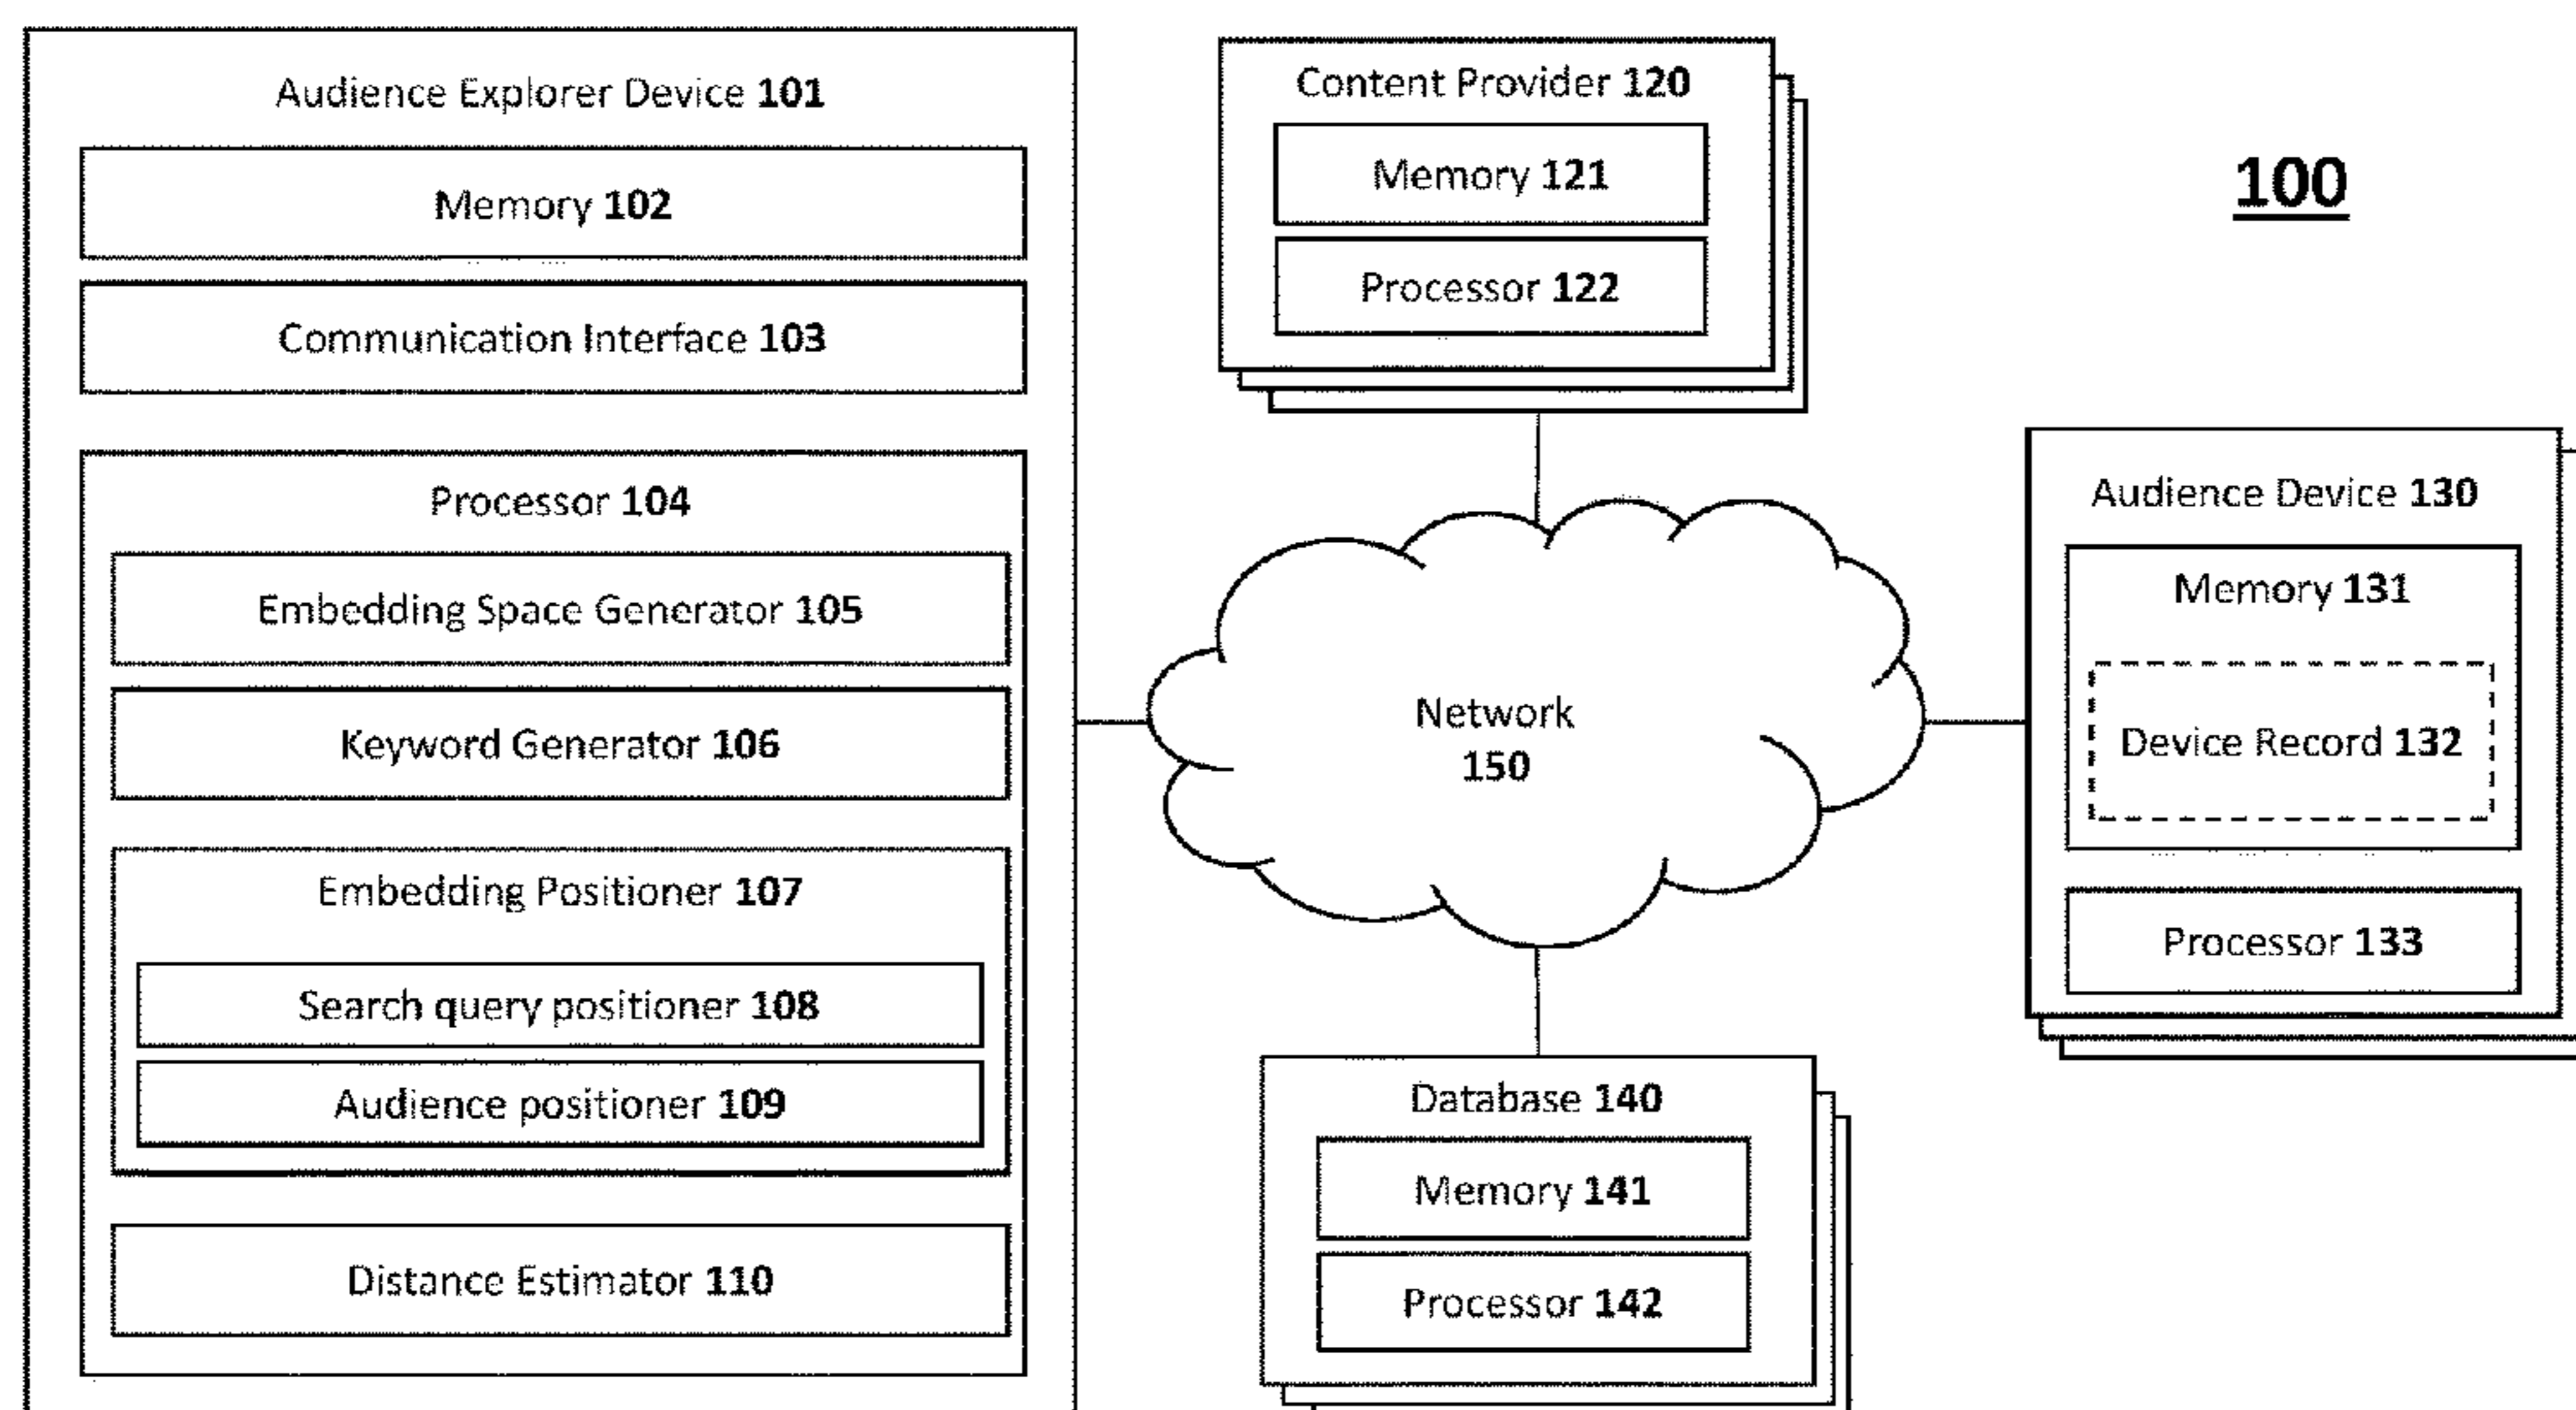 Audience Explorer Device 101
Memory 102
Communication Interface 103
Processor 104
Embedding Space Generator 105
Keyword Generator 106
Embedding Positioner 107
Search query positioner 108
Audience positioner 109
Distance Estimator 110
Content Provider 120
Memory 121
Processor 122
100
Network
150
Audience Device 130
Memory 131
Device Record 132
Processor 133
Database 140
Memory 141
Processor 142